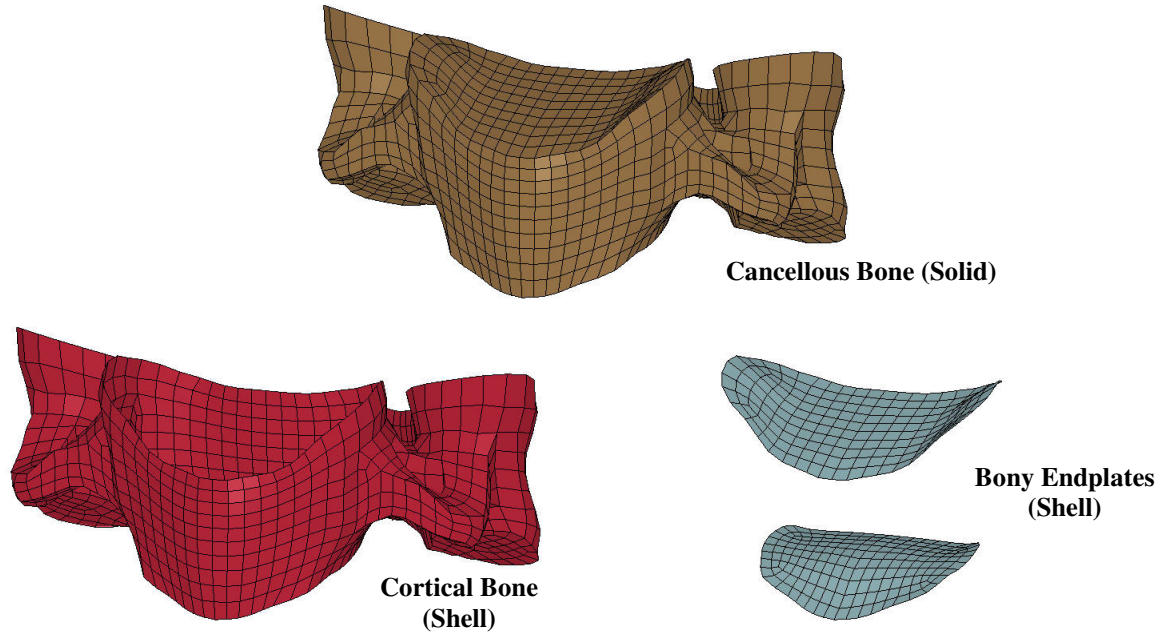 Cancellous Bone (Solid)
Bony Endplates
(Shell)
Cortical Bone
(Shell)